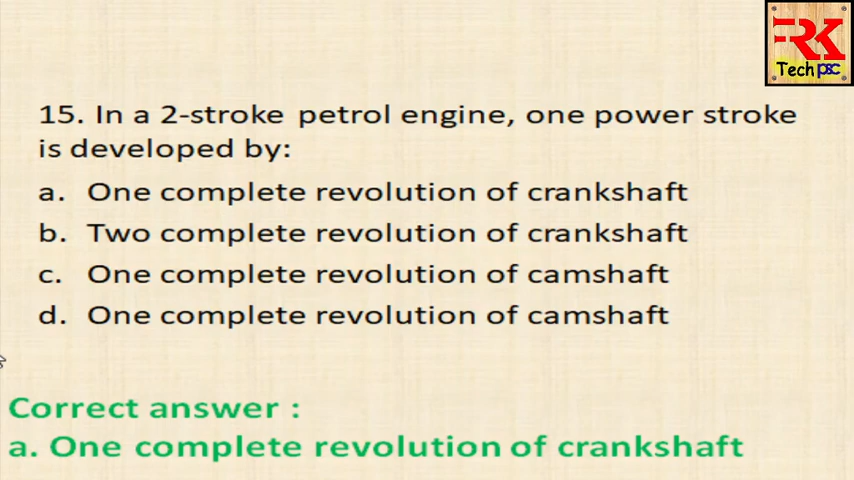 RK
Tech psc
15. In a 2-stroke petrol engine, one power stroke
is developed by:
a. One complete revolution of crankshaft
b. Two complete revolution of crankshaft
c. One complete revolution of camshaft
d. One complete revolution of camshaft
Correct answer :
a. One complete revolution of crankshaft